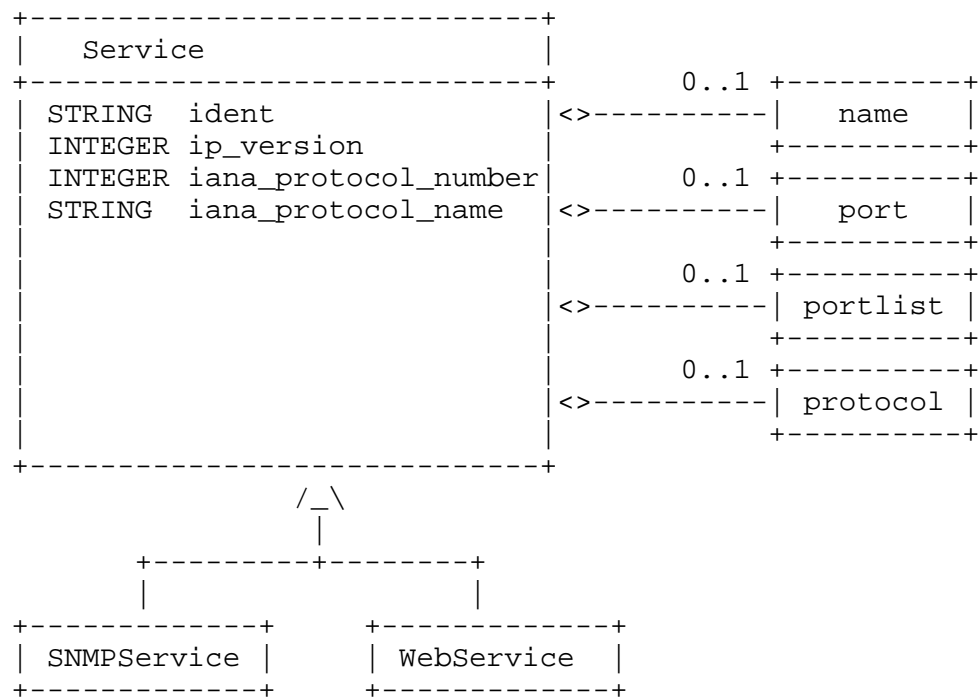 Service
0..1
STRING ident
name
INTEGER ip_version
INTEGER iana_protocol_number
0..1
STRING iana_protocol_name
port
0..1
portlist
0..1
protocol
SNMPService
WebService